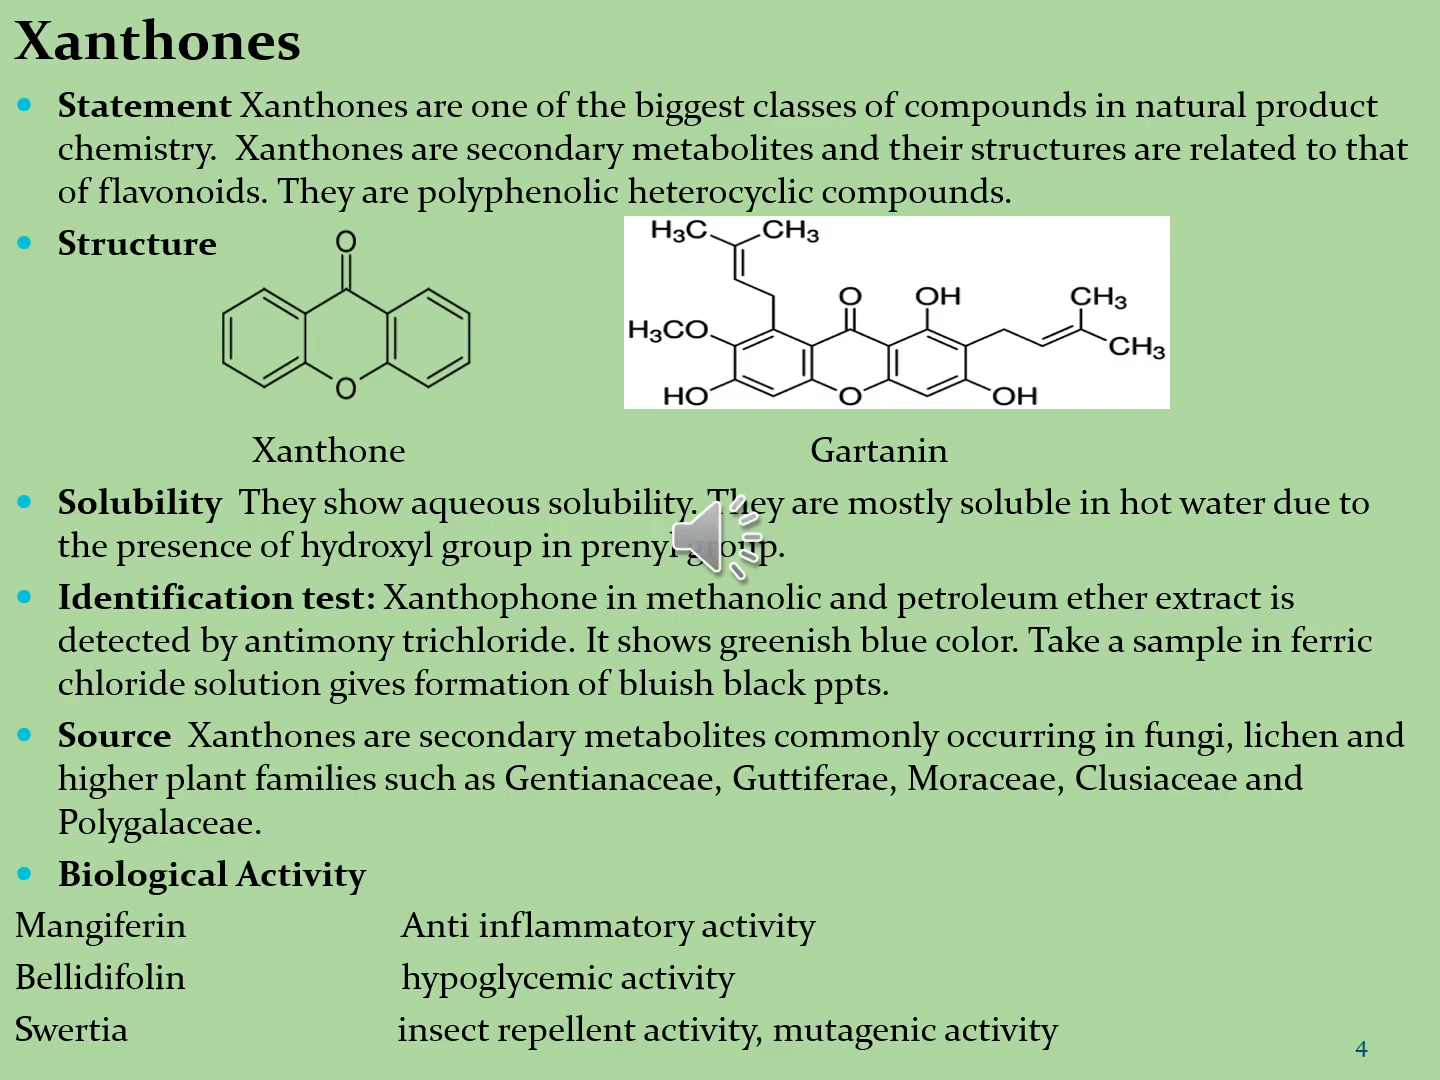 Xanthones
Statement Xanthones are one of the biggest classes of compounds in natural product
chemistry. Xanthones are secondary metabolites and their structures are related to that
of flavonoids. They are polyphenolic heterocyclic compounds.
Structure
O
O
H3C CH3
O OH CH3
H3CO
CH3
HO O OH
Xanthone Gartanin
Solubility They show aqueous solubility. They are mostly soluble in hot water due to
the presence of hydroxyl group in prenyl group.
Identification test: Xanthophone in methanolic and petroleum ether extract is
detected by antimony trichloride. It shows greenish blue color. Take a sample in ferric
chloride solution gives formation of bluish black ppts.
Source Xanthones are secondary metabolites commonly occurring in fungi, lichen and
higher plant families such as Gentianaceae, Guttiferae, Moraceae, Clusiaceae and
Polygalaceae.
Biological Activity
Mangiferin Anti inflammatory activity
Bellidifolin hypoglycemic activity
Swertia insect repellent activity, mutagenic activity
4